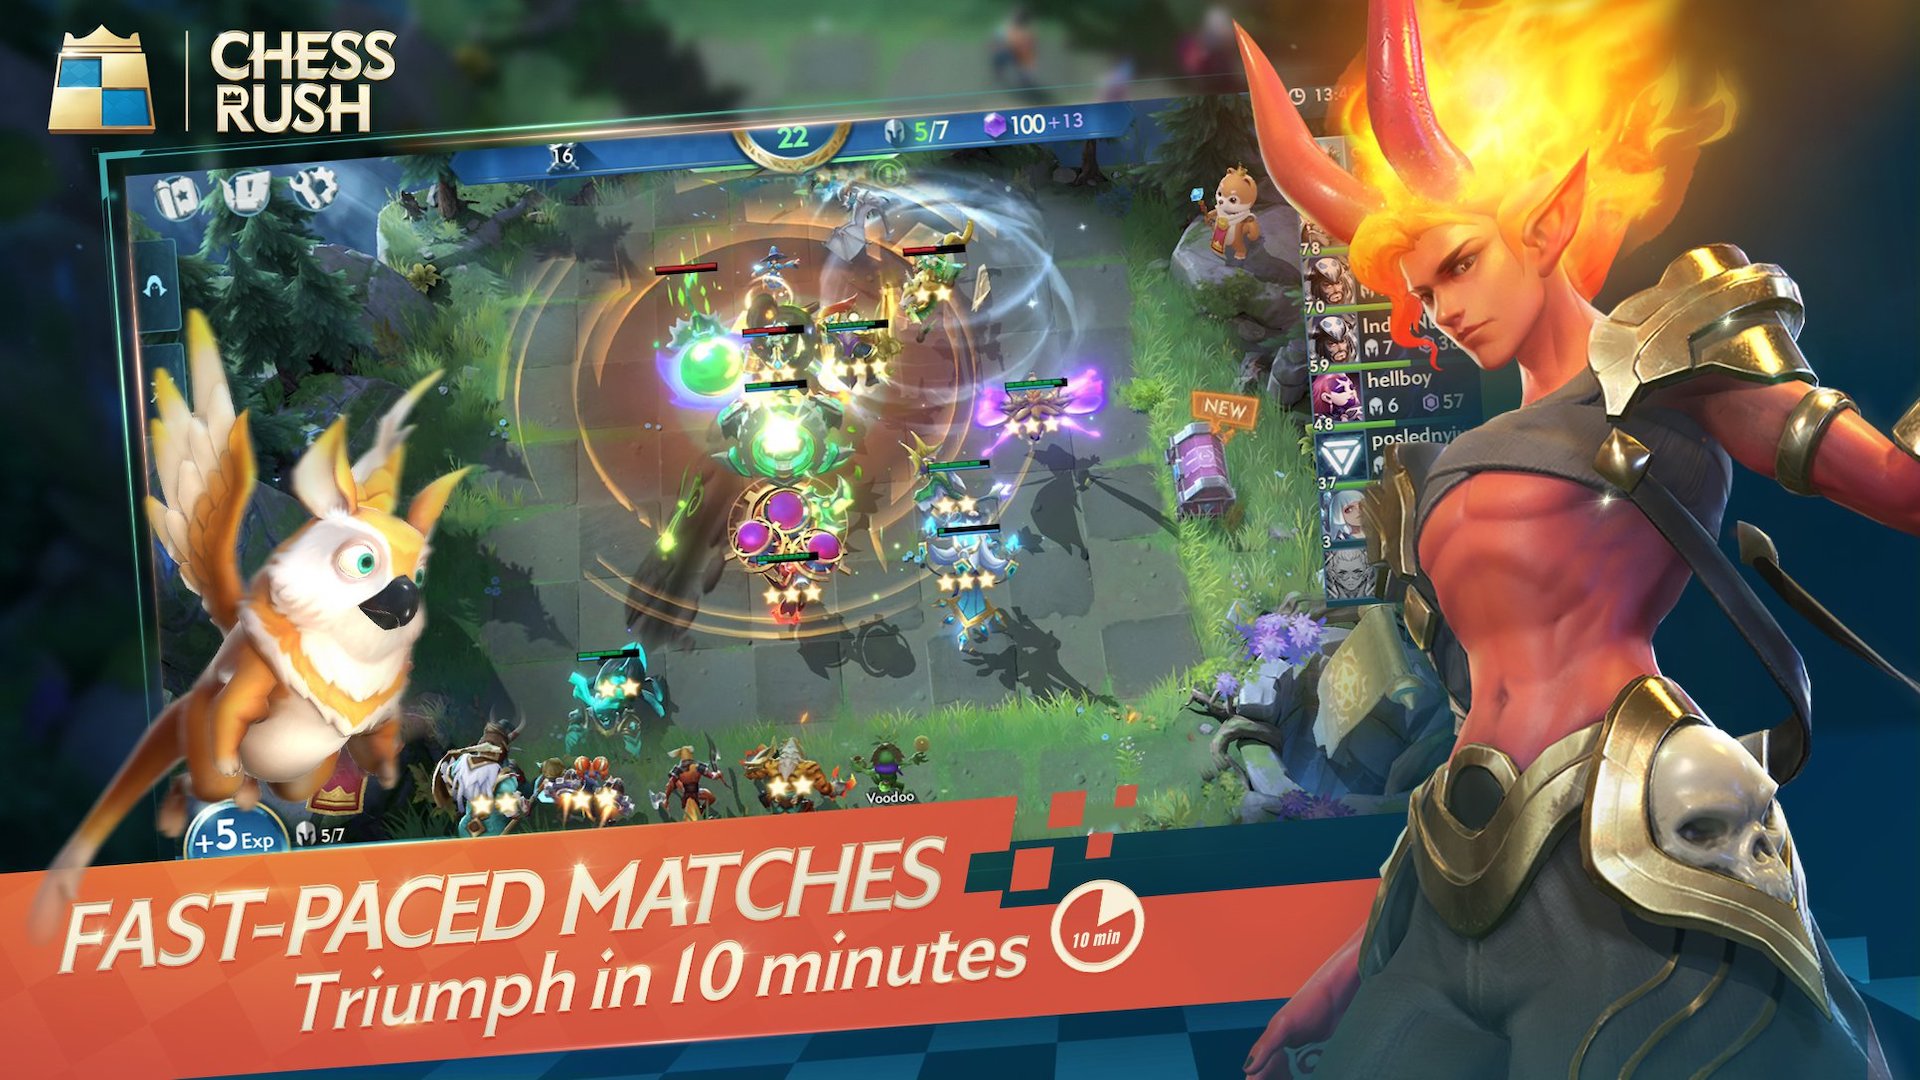 CHESS
RUSH
16
22
5/7
100+13
78
70
Ind
7
59
hellboy
6
57
48
37
3
NEW
Voodoo
+5 Exp
5/7
FAST-PACED MATCHES
Triumph in 10 minutes
10 min